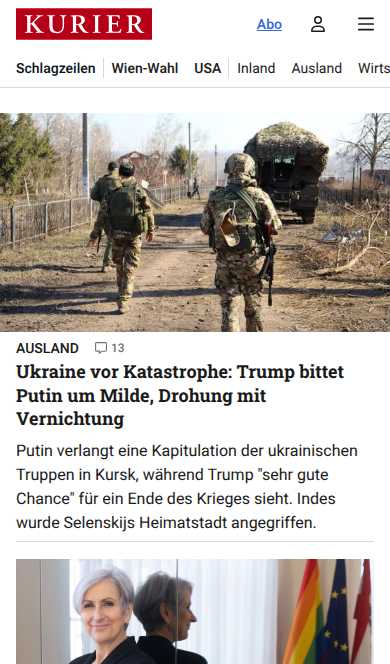 KURIER
Abo
Schlagzeilen
Wien-Wahl
USA
Inland
Ausland
Wirts
AUSLAND
13
Ukraine vor Katastrophe: Trump bittet
Putin um Milde, Drohung mit
Vernichtung
Putin verlangt eine Kapitulation der ukrainischen
Truppen in Kursk, während Trump "sehr gute
Chance" für ein Ende des Krieges sieht. Indes
wurde Selenskijs Heimatstadt angegriffen.